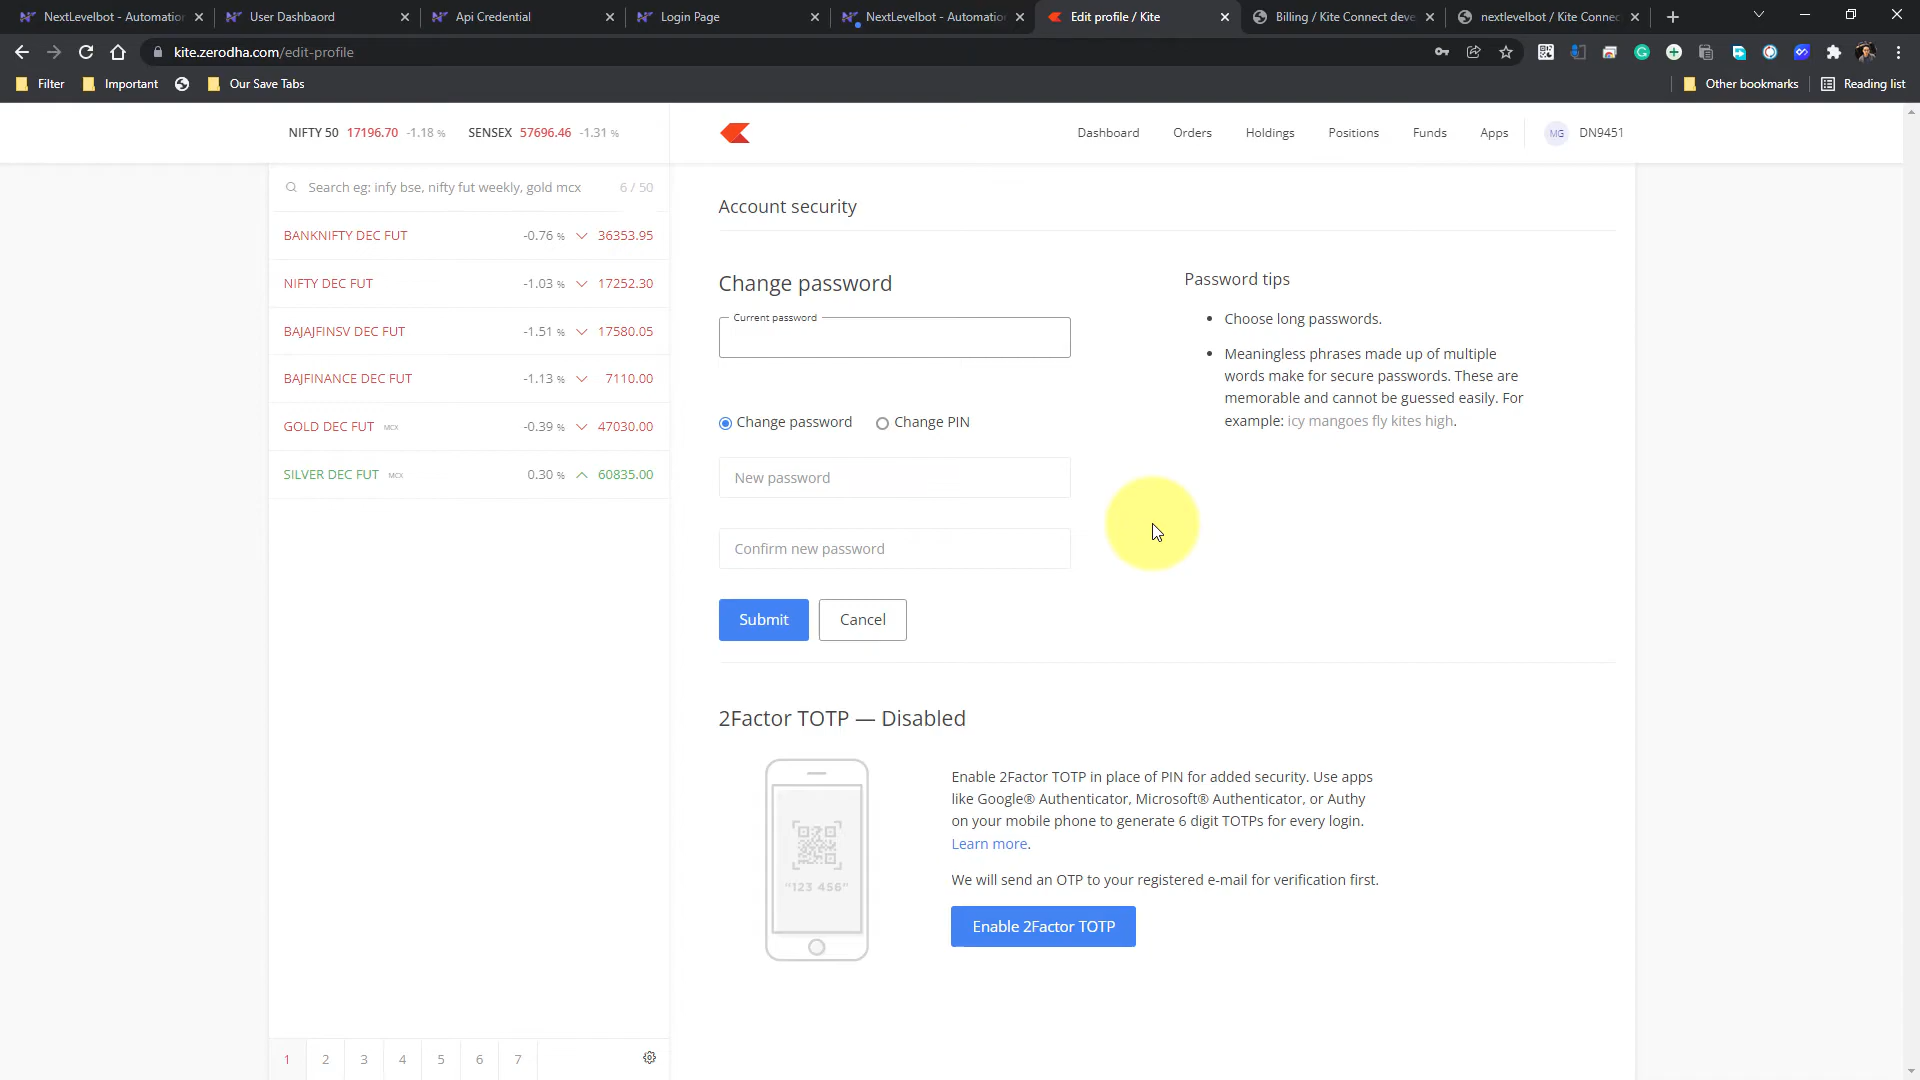 NextLevelbot - Automation
User Dashbaord
Api Credential
Login Page
NextLevelbot - Automatio
Edit profile / Kite
Billing / Kite Connect deve
nextlevelbot / Kite Connec
kite.zerodha.com/edit-profile
Filter
Important
Our Save Tabs
Other bookmarks
Reading list
NIFTY 50 17196.70 -1.18 %
SENSEX 57696.46 -1.31 %
Dashboard
Orders
Holdings
Positions
Funds
Apps
MG
DN9451
Search eg: infy bse, nifty fut weekly, gold mcx
6 / 50
BANKNIFTY DEC FUT -0.76 % 36353.95
NIFTY DEC FUT -1.03 % 17252.30
BAJAJFINSV DEC FUT -1.51 % 17580.05
BAJFINANCE DEC FUT -1.13 % 7110.00
GOLD DEC FUT MCX -0.39 % 47030.00
SILVER DEC FUT MCX 0.30 % 60835.00
1 2 3 4 5 6 7
Account security
Change password
Current password
Change password
Change PIN
New password
Confirm new password
Submit
Cancel
Password tips
Choose long passwords.
Meaningless phrases made up of multiple
words make for secure passwords. These are
memorable and cannot be guessed easily. For
example: icy mangoes fly kites high.
2Factor TOTP — Disabled
"123 456"
Enable 2Factor TOTP in place of PIN for added security. Use apps
like Google® Authenticator, Microsoft® Authenticator, or Authy
on your mobile phone to generate 6 digit TOTPs for every login.
Learn more.
We will send an OTP to your registered e-mail for verification first.
Enable 2Factor TOTP